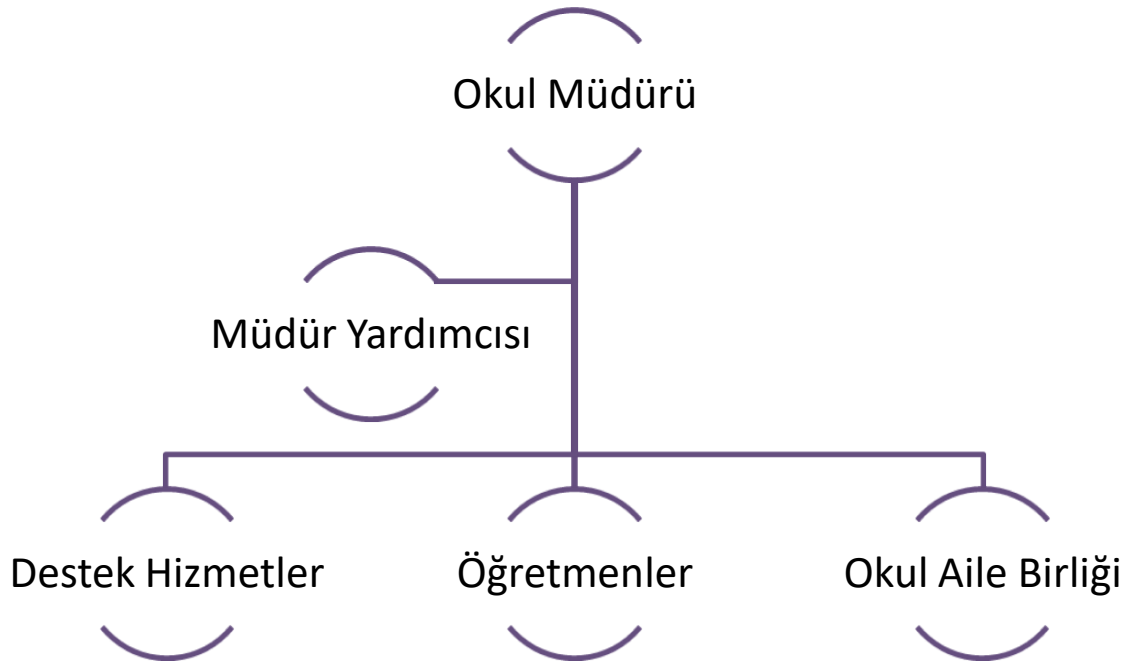 Okul Müdürü
Müdür Yardımcısı
Destek Hizmetler
Öğretmenler
Okul Aile Birliği